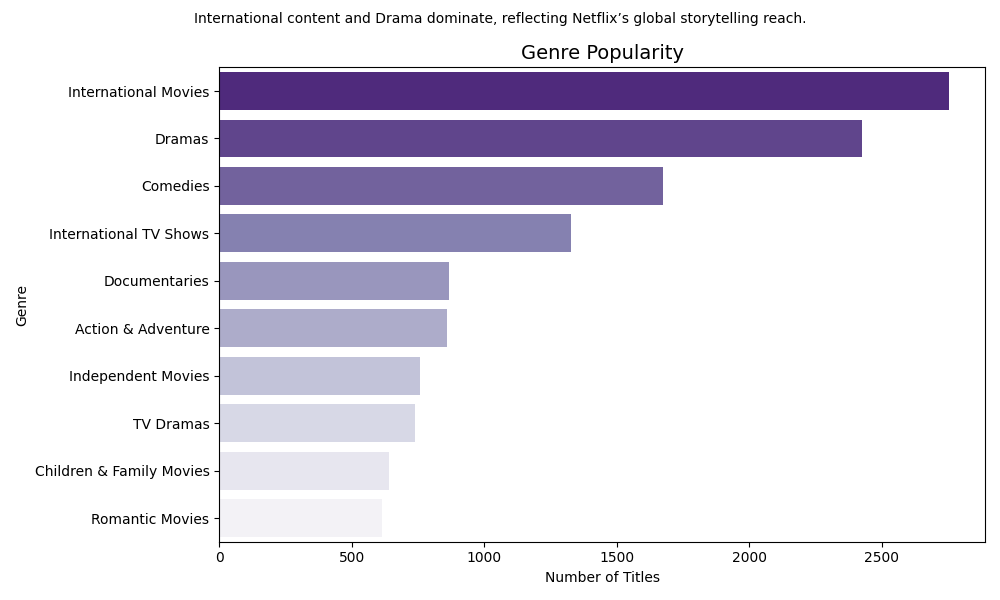 International content and Drama dominate, reflecting Netflix’s global storytelling reach.
Genre Popularity
International Movies
Dramas
Comedies
International TV Shows
Documentaries
Action & Adventure
Independent Movies
TV Dramas
Children & Family Movies
Romantic Movies
Genre
0 500 1000 1500 2000 2500
Number of Titles